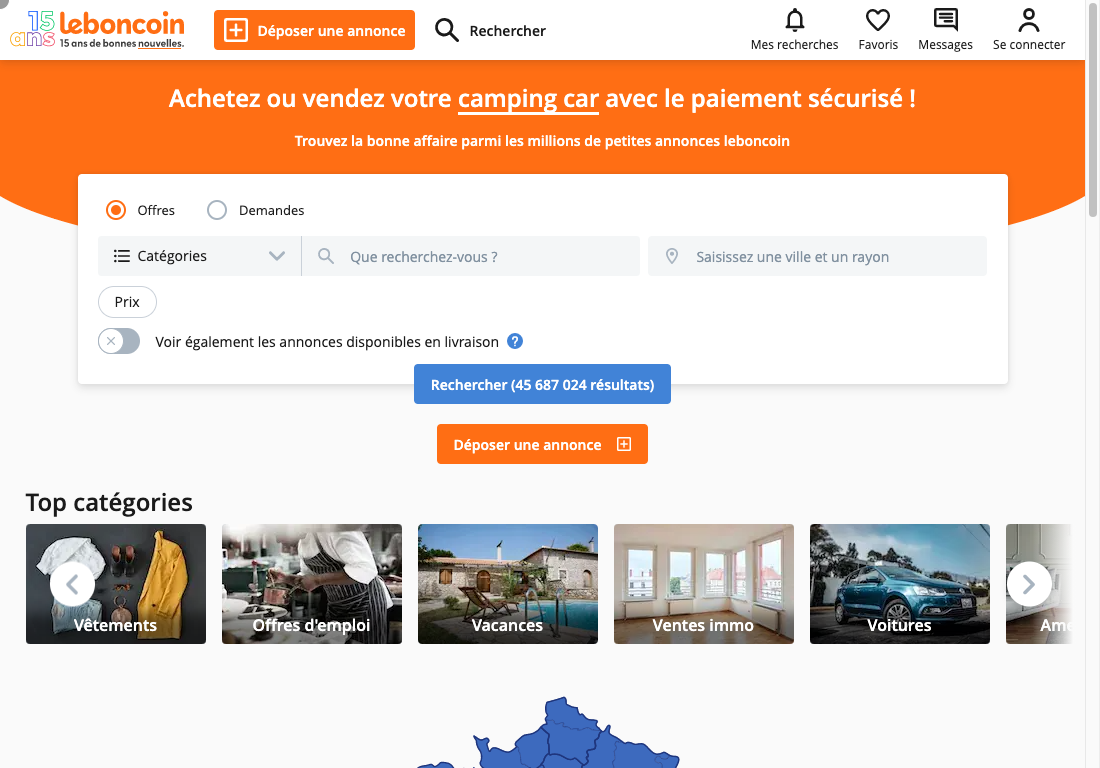 15 ans
leboncoin
15 ans de bonnes nouvelles.
Déposer une annonce
Rechercher
Mes recherches
Favoris
Messages
Se connecter
Achetez ou vendez votre camping car avec le paiement sécurisé !
Trouvez la bonne affaire parmi les millions de petites annonces leboncoin
Offres
Demandes
Catégories
Que recherchez-vous ?
Saisissez une ville et un rayon
Prix
Voir également les annonces disponibles en livraison ?
Rechercher (45 687 024 résultats)
Déposer une annonce
Top catégories
Vêtements
Offres d'emploi
Vacances
Ventes immo
Voitures
Ame